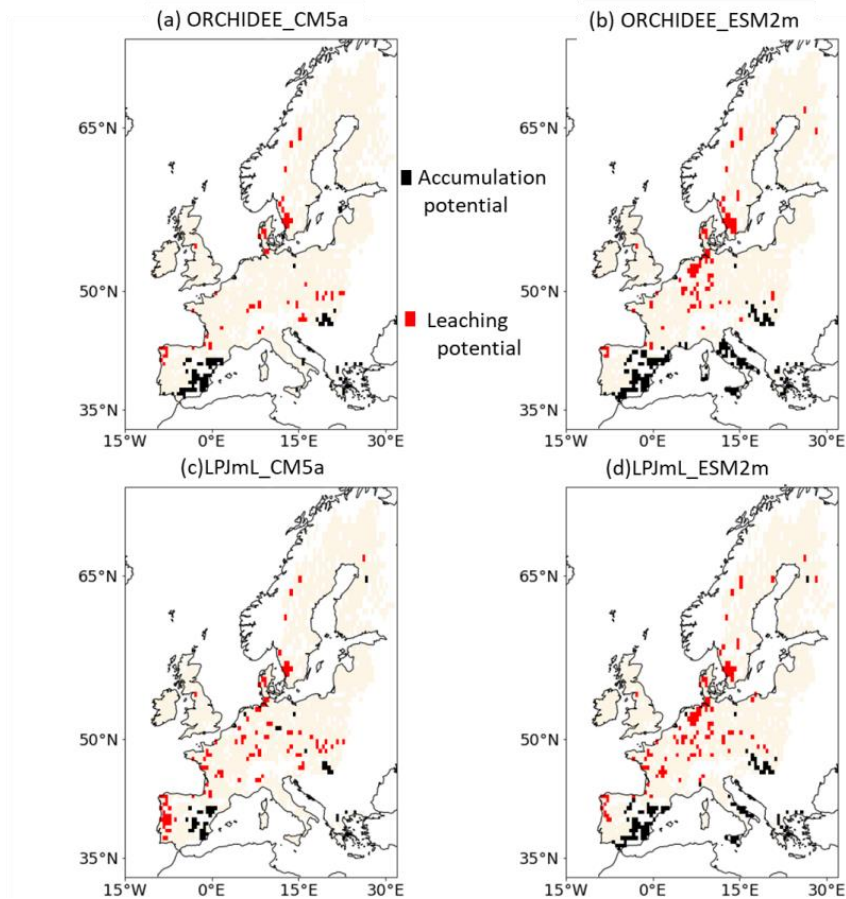 (a) ORCHIDEE_CM5a
(b) ORCHIDEE_ESM2m
65°N
50°N
35°N
15°W
0°E
15°E
30°E
Accumulation
potential
Leaching
potential
65°N
50°N
35°N
15°W
0°E
15°E
30°E
(c)LPJmL_CM5a
(d)LPJmL_ESM2m
65°N
50°N
35°N
15°W
0°E
15°E
30°E
65°N
50°N
35°N
15°W
0°E
15°E
30°E